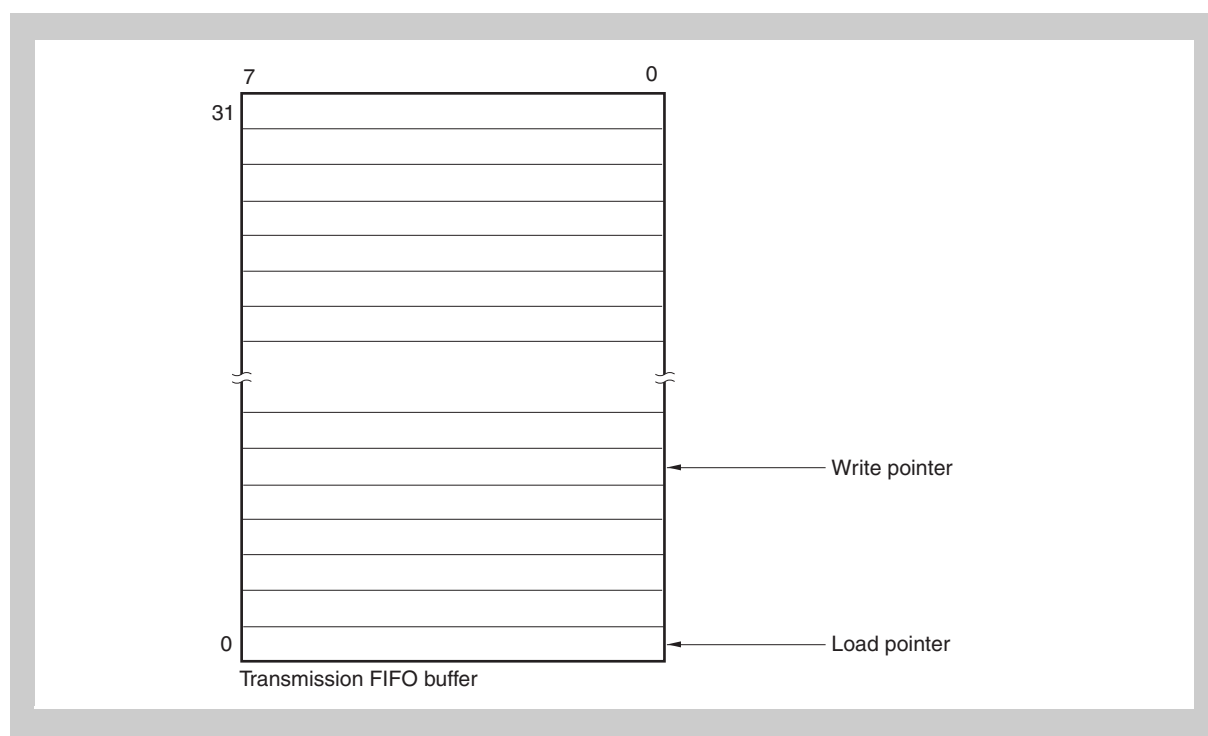 7 0
31
Write pointer
0 Load pointer
Transmission FIFO buffer